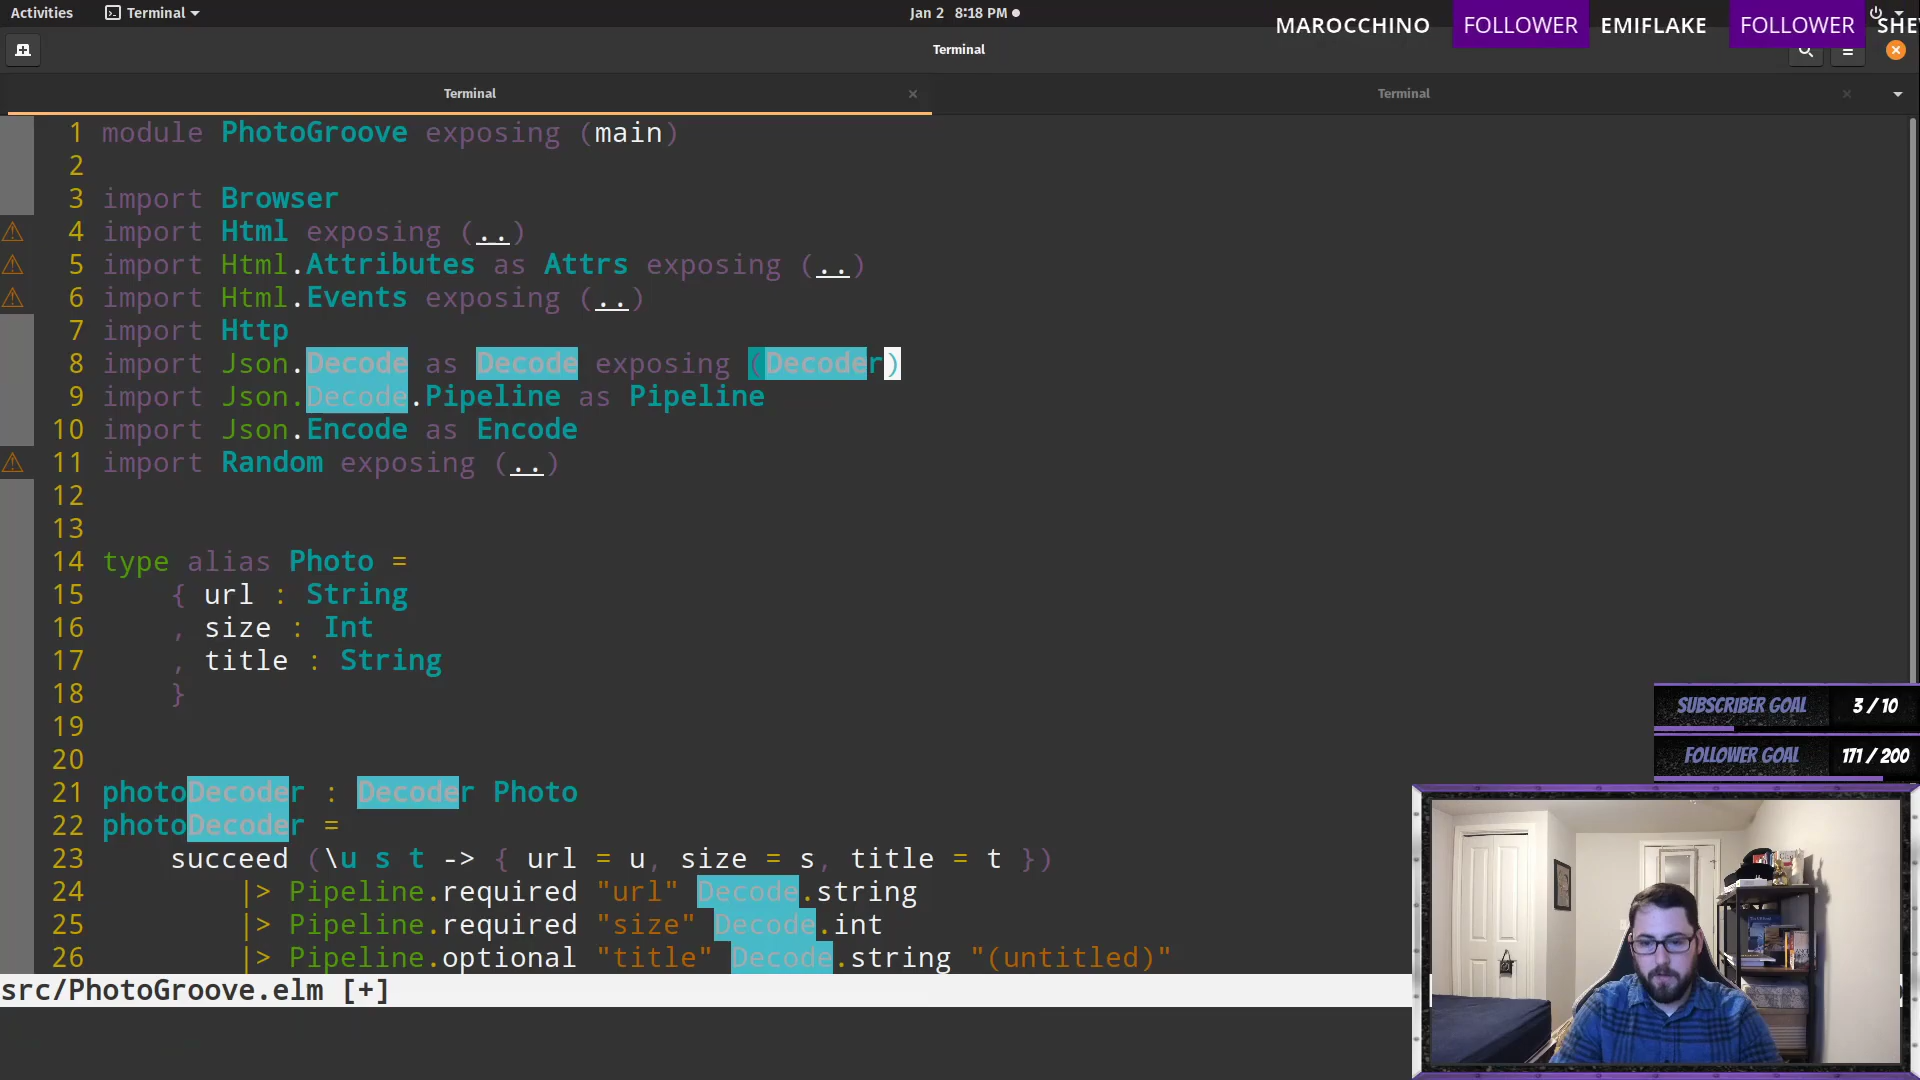 Activities
Terminal
Jan 2 8:18 PM
MAROCCHINO FOLLOWER EMIFLAKE FOLLOWER SHE
Terminal
Terminal
Terminal
1 module PhotoGroove exposing (main)
2
3 import Browser
4 import Html exposing (..)
5 import Html.Attributes as Attrs exposing (..)
6 import Html.Events exposing (..)
7 import Http
8 import Json.Decode as Decode exposing (Decoder)
9 import Json.Decode.Pipeline as Pipeline
10 import Json.Encode as Encode
11 import Random exposing (..)
12
13
14 type alias Photo =
15     { url : String
16     , size : Int
17     , title : String
18     }
19
20
21 photoDecoder : Decoder Photo
22 photoDecoder =
23     succeed (\u s t -> { url = u, size = s, title = t })
24         |> Pipeline.required "url" Decode.string
25         |> Pipeline.required "size" Decode.int
26         |> Pipeline.optional "title" Decode.string "(untitled)"
src/PhotoGroove.elm [+]
SUBSCRIBER GOAL 3 / 10
FOLLOWER GOAL 171 / 200